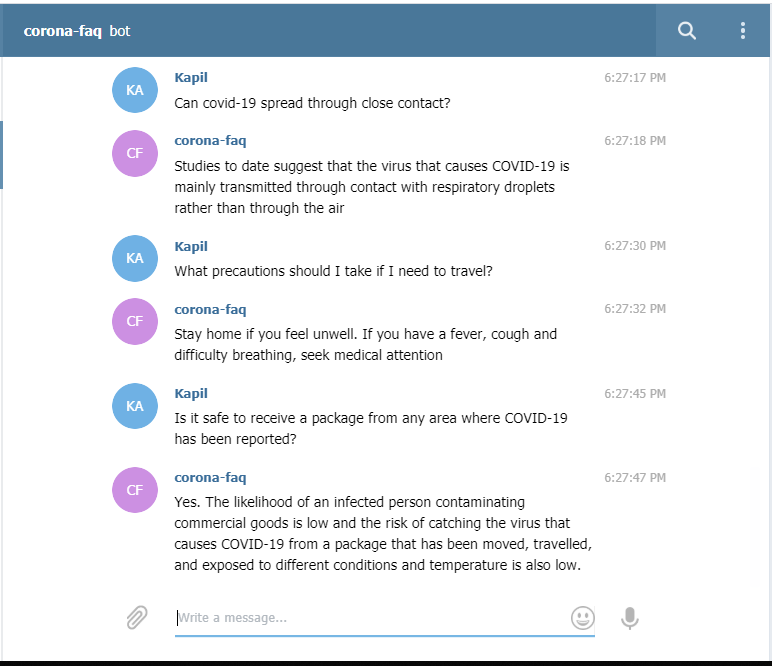 corona-faq bot
Kapil 6:27:17 PM
KA
Can covid-19 spread through close contact?
corona-faq 6:27:18 PM
CF
Studies to date suggest that the virus that causes COVID-19 is
mainly transmitted through contact with respiratory droplets
rather than through the air
Kapil 6:27:30 PM
KA
What precautions should I take if I need to travel?
corona-faq 6:27:32 PM
CF
Stay home if you feel unwell. If you have a fever, cough and
difficulty breathing, seek medical attention
Kapil 6:27:45 PM
KA
Is it safe to receive a package from any area where COVID-19
has been reported?
corona-faq 6:27:47 PM
CF
Yes. The likelihood of an infected person contaminating
commercial goods is low and the risk of catching the virus that
causes COVID-19 from a package that has been moved, travelled,
and exposed to different conditions and temperature is also low.
Write a message...